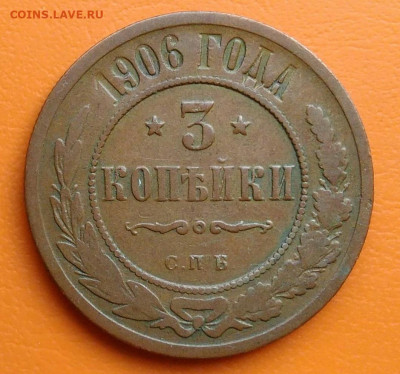 COINS.LAVE.RU
1906 ГОДА
3
КОПѢЙКИ
С.П.Б.